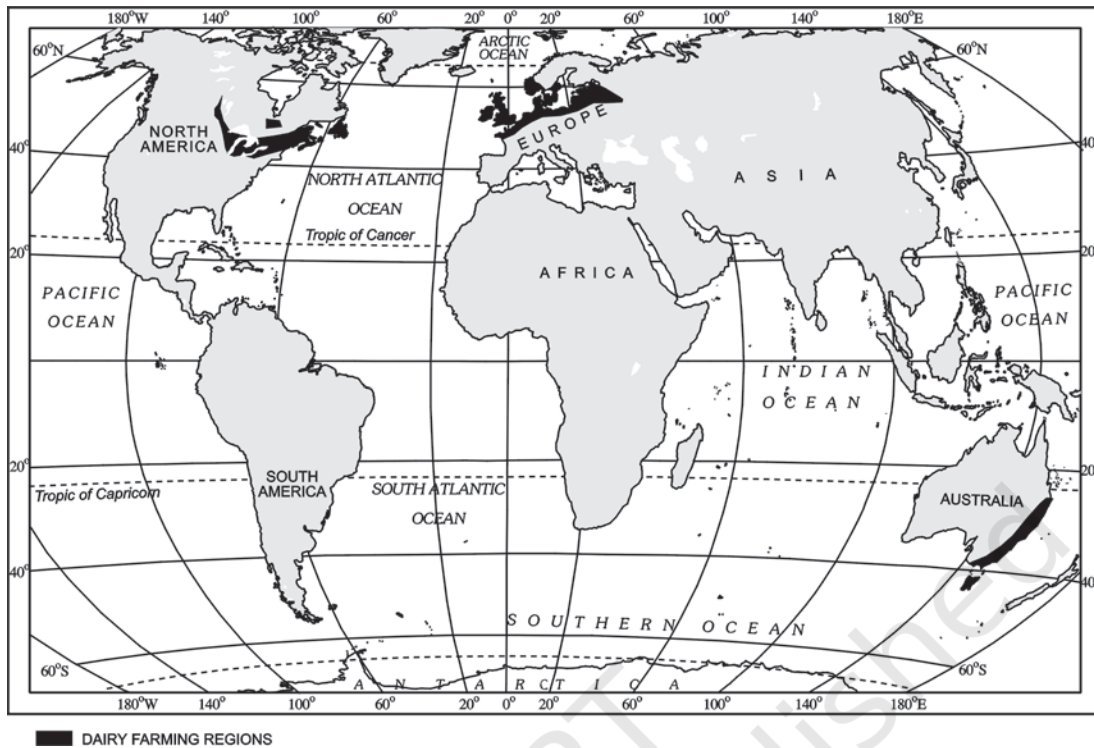 180°W 140° 100° 60° 20° 0° 20° 60° 100° 140° 180°E
60°N
ARCTIC
OCEAN
60°N
NORTH
AMERICA
EUROPE
40°
40°
ASIA
NORTH ATLANTIC
OCEAN
Tropic of Cancer
20°
20°
AFRICA
PACIFIC
OCEAN
PACIFIC
OCEAN
INDIAN
OCEAN
20°
20°
Tropic of Capricorn
SOUTH
AMERICA
SOUTH ATLANTIC
OCEAN
AUSTRALIA
40°
40°
SOUTHERN OCEAN
60°S
60°S
ANTARCTICA
180°W 140° 100° 60° 20° 0° 20° 60° 100° 140° 180°E
DAIRY FARMING REGIONS